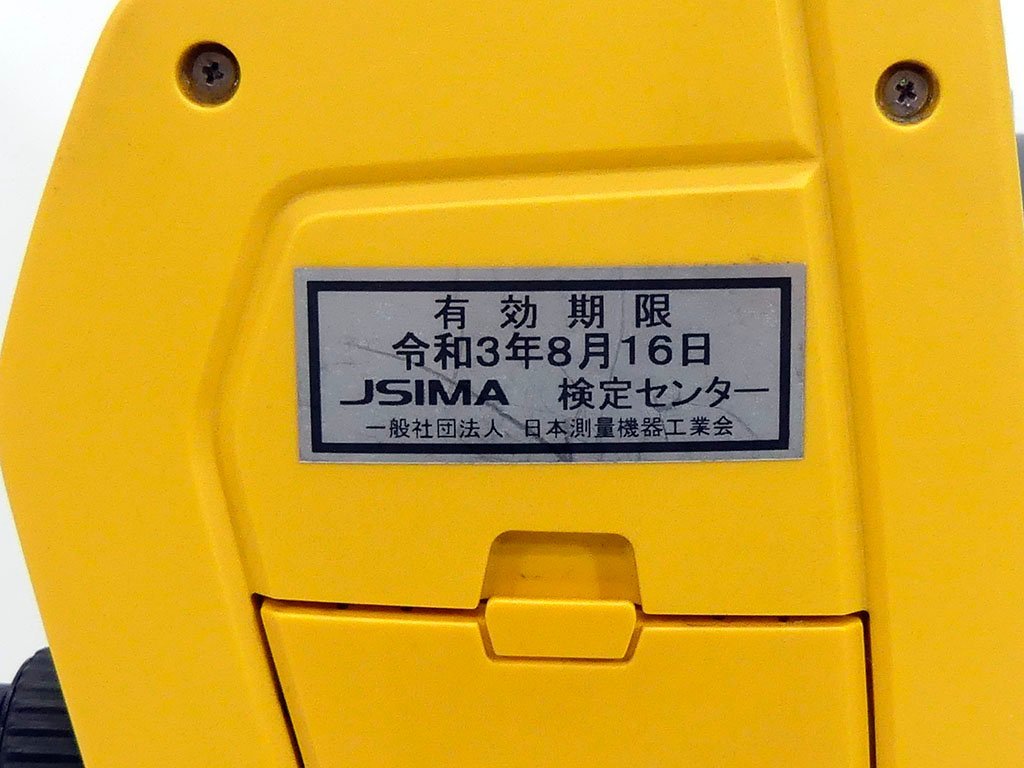 有効期限
令和3年8月16日
JSIMA 検定センター
一般社団法人 日本測量機器工業会